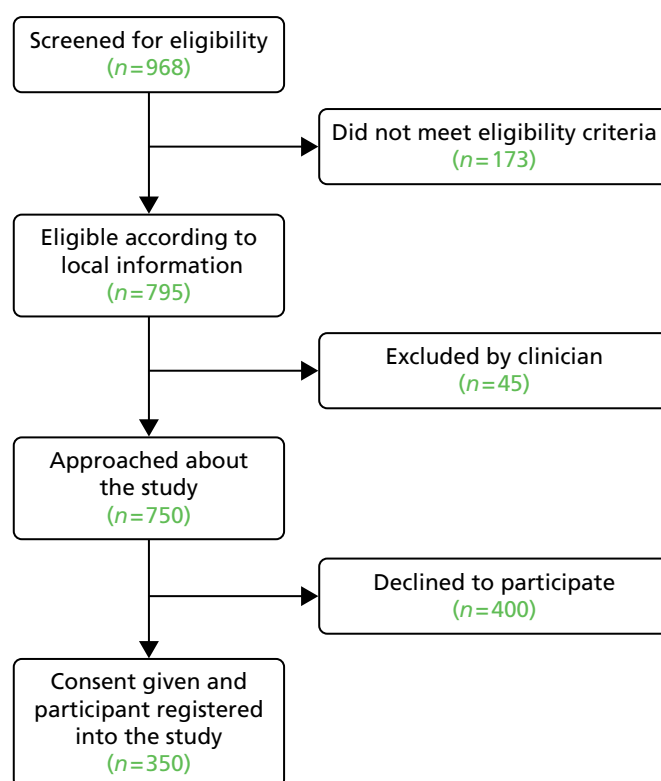 Screened for eligibility
(n=968)
Did not meet eligibility criteria
(n=173)
Eligible according to
local information
(n=795)
Excluded by clinician
(n=45)
Approached about
the study
(n=750)
Declined to participate
(n=400)
Consent given and
participant registered
into the study
(n=350)